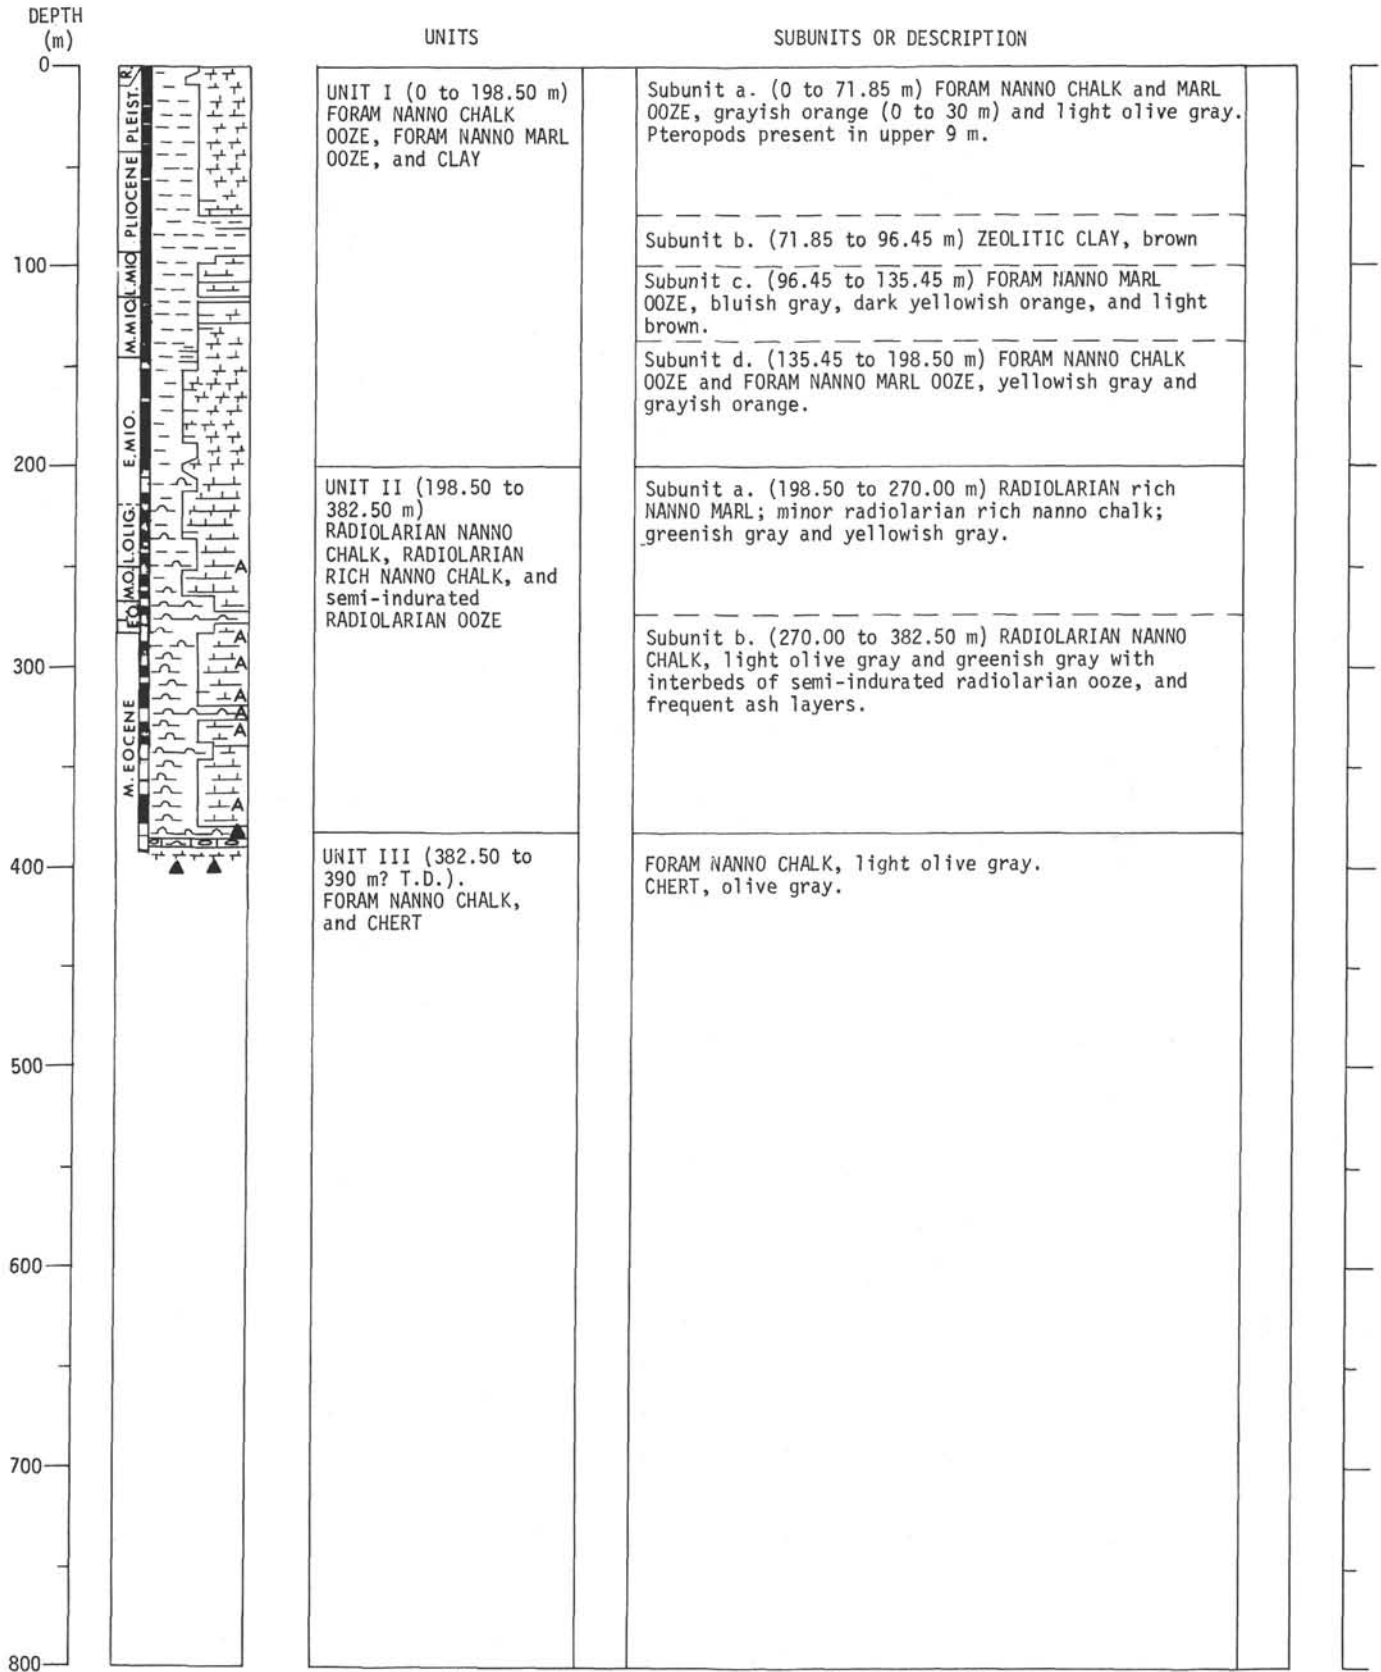 DEPTH
(m)
UNITS
SUBUNITS OR DESCRIPTION
0
100
200
300
400
500
600
700
800
R.
PLEIST.
PLIOCENE
L.MIO.
M.MIO.
E.MIO.
L.OLIG.
M.O.
E.O.
M. EOCENE
A
A
A
A
A
A
A
UNIT I (0 to 198.50 m)
FORAM NANNO CHALK
OOZE, FORAM NANNO MARL
OOZE, and CLAY
Subunit a. (0 to 71.85 m) FORAM NANNO CHALK and MARL
OOZE, grayish orange (0 to 30 m) and light olive gray.
Pteropods present in upper 9 m.
Subunit b. (71.85 to 96.45 m) ZEOLITIC CLAY, brown
Subunit c. (96.45 to 135.45 m) FORAM NANNO MARL
OOZE, bluish gray, dark yellowish orange, and light
brown.
Subunit d. (135.45 to 198.50 m) FORAM NANNO CHALK
OOZE and FORAM NANNO MARL OOZE, yellowish gray and
grayish orange.
UNIT II (198.50 to
382.50 m)
RADIOLARIAN NANNO
CHALK, RADIOLARIAN
RICH NANNO CHALK, and
semi-indurated
RADIOLARIAN OOZE
Subunit a. (198.50 to 270.00 m) RADIOLARIAN rich
NANNO MARL; minor radiolarian rich nanno chalk;
greenish gray and yellowish gray.
Subunit b. (270.00 to 382.50 m) RADIOLARIAN NANNO
CHALK, light olive gray and greenish gray with
interbeds of semi-indurated radiolarian ooze, and
frequent ash layers.
UNIT III (382.50 to
390 m? T.D.).
FORAM NANNO CHALK,
and CHERT
FORAM NANNO CHALK, light olive gray.
CHERT, olive gray.